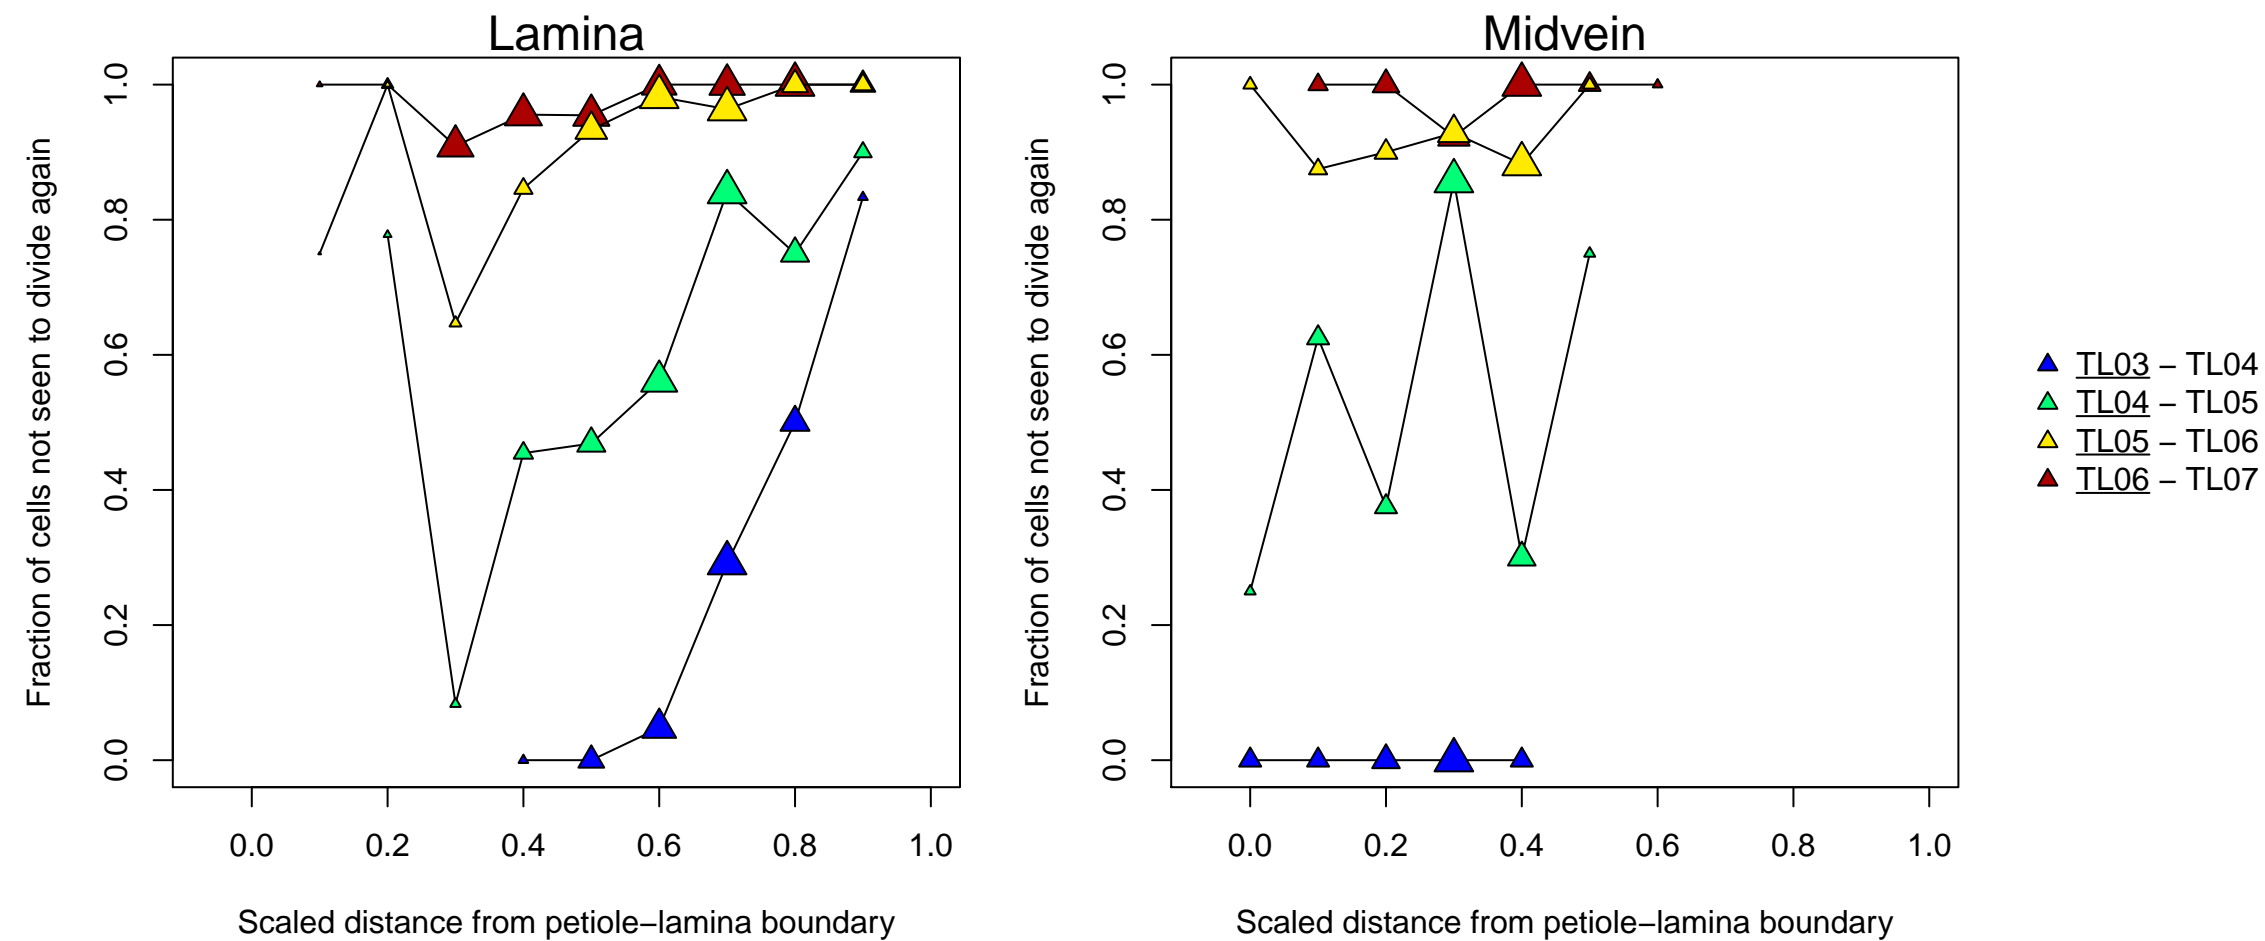 Lamina
Fraction of cells not seen to divide again
1.0
0.8
0.6
0.4
0.2
0.0
0.0 0.2 0.4 0.6 0.8 1.0
Scaled distance from petiole−lamina boundary
Midvein
Fraction of cells not seen to divide again
1.0
0.8
0.6
0.4
0.2
0.0
0.0 0.2 0.4 0.6 0.8 1.0
Scaled distance from petiole−lamina boundary
TL03 − TL04
TL04 − TL05
TL05 − TL06
TL06 − TL07